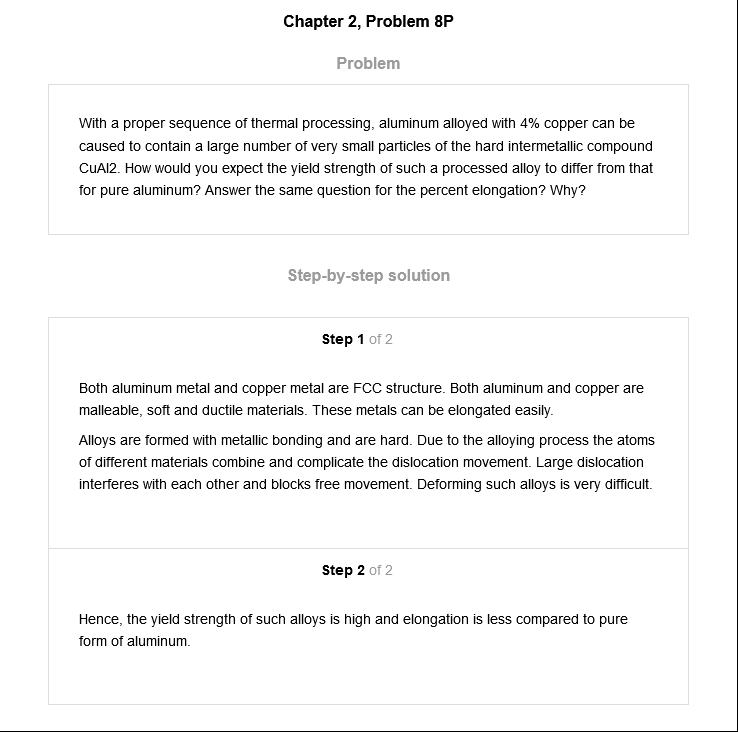 Chapter 2, Problem 8P
Problem
With a proper sequence of thermal processing, aluminum alloyed with 4% copper can be
caused to contain a large number of very small particles of the hard intermetallic compound
CuAl2. How would you expect the yield strength of such a processed alloy to differ from that
for pure aluminum? Answer the same question for the percent elongation? Why?
Step-by-step solution
Step 1 of 2
Both aluminum metal and copper metal are FCC structure. Both aluminum and copper are
malleable, soft and ductile materials. These metals can be elongated easily.
Alloys are formed with metallic bonding and are hard. Due to the alloying process the atoms
of different materials combine and complicate the dislocation movement. Large dislocation
interferes with each other and blocks free movement. Deforming such alloys is very difficult.
Step 2 of 2
Hence, the yield strength of such alloys is high and elongation is less compared to pure
form of aluminum.